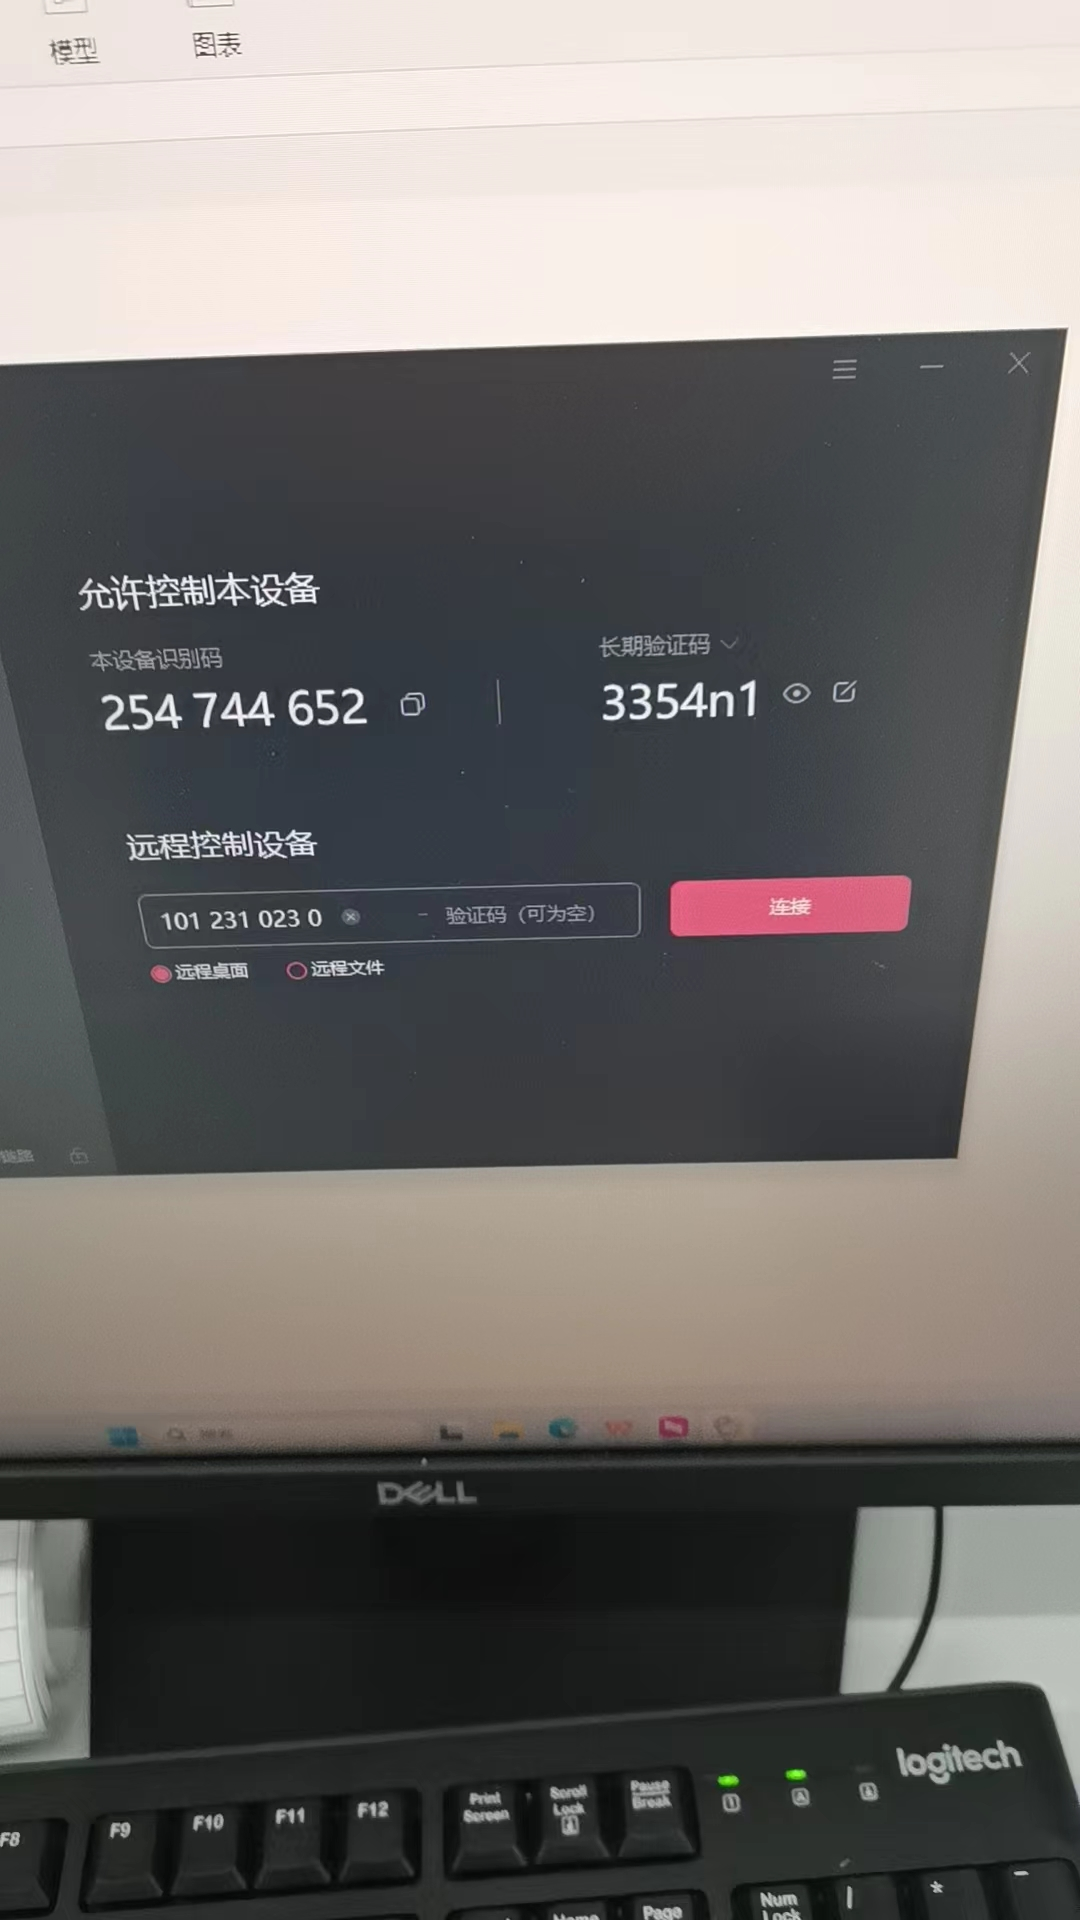 模型
图表
允许控制本设备
本设备识别码
长期验证码
254 744 652
3354n1
远程控制设备
101 231 023 0
- 验证码（可为空）
连接
远程桌面
远程文件
DELL
logitech
F8
F9
F10
F11
F12
Print
Screen
Scroll
Lock
Pause
Break
1
A
Home
Page
Num
Lock
/
*
-